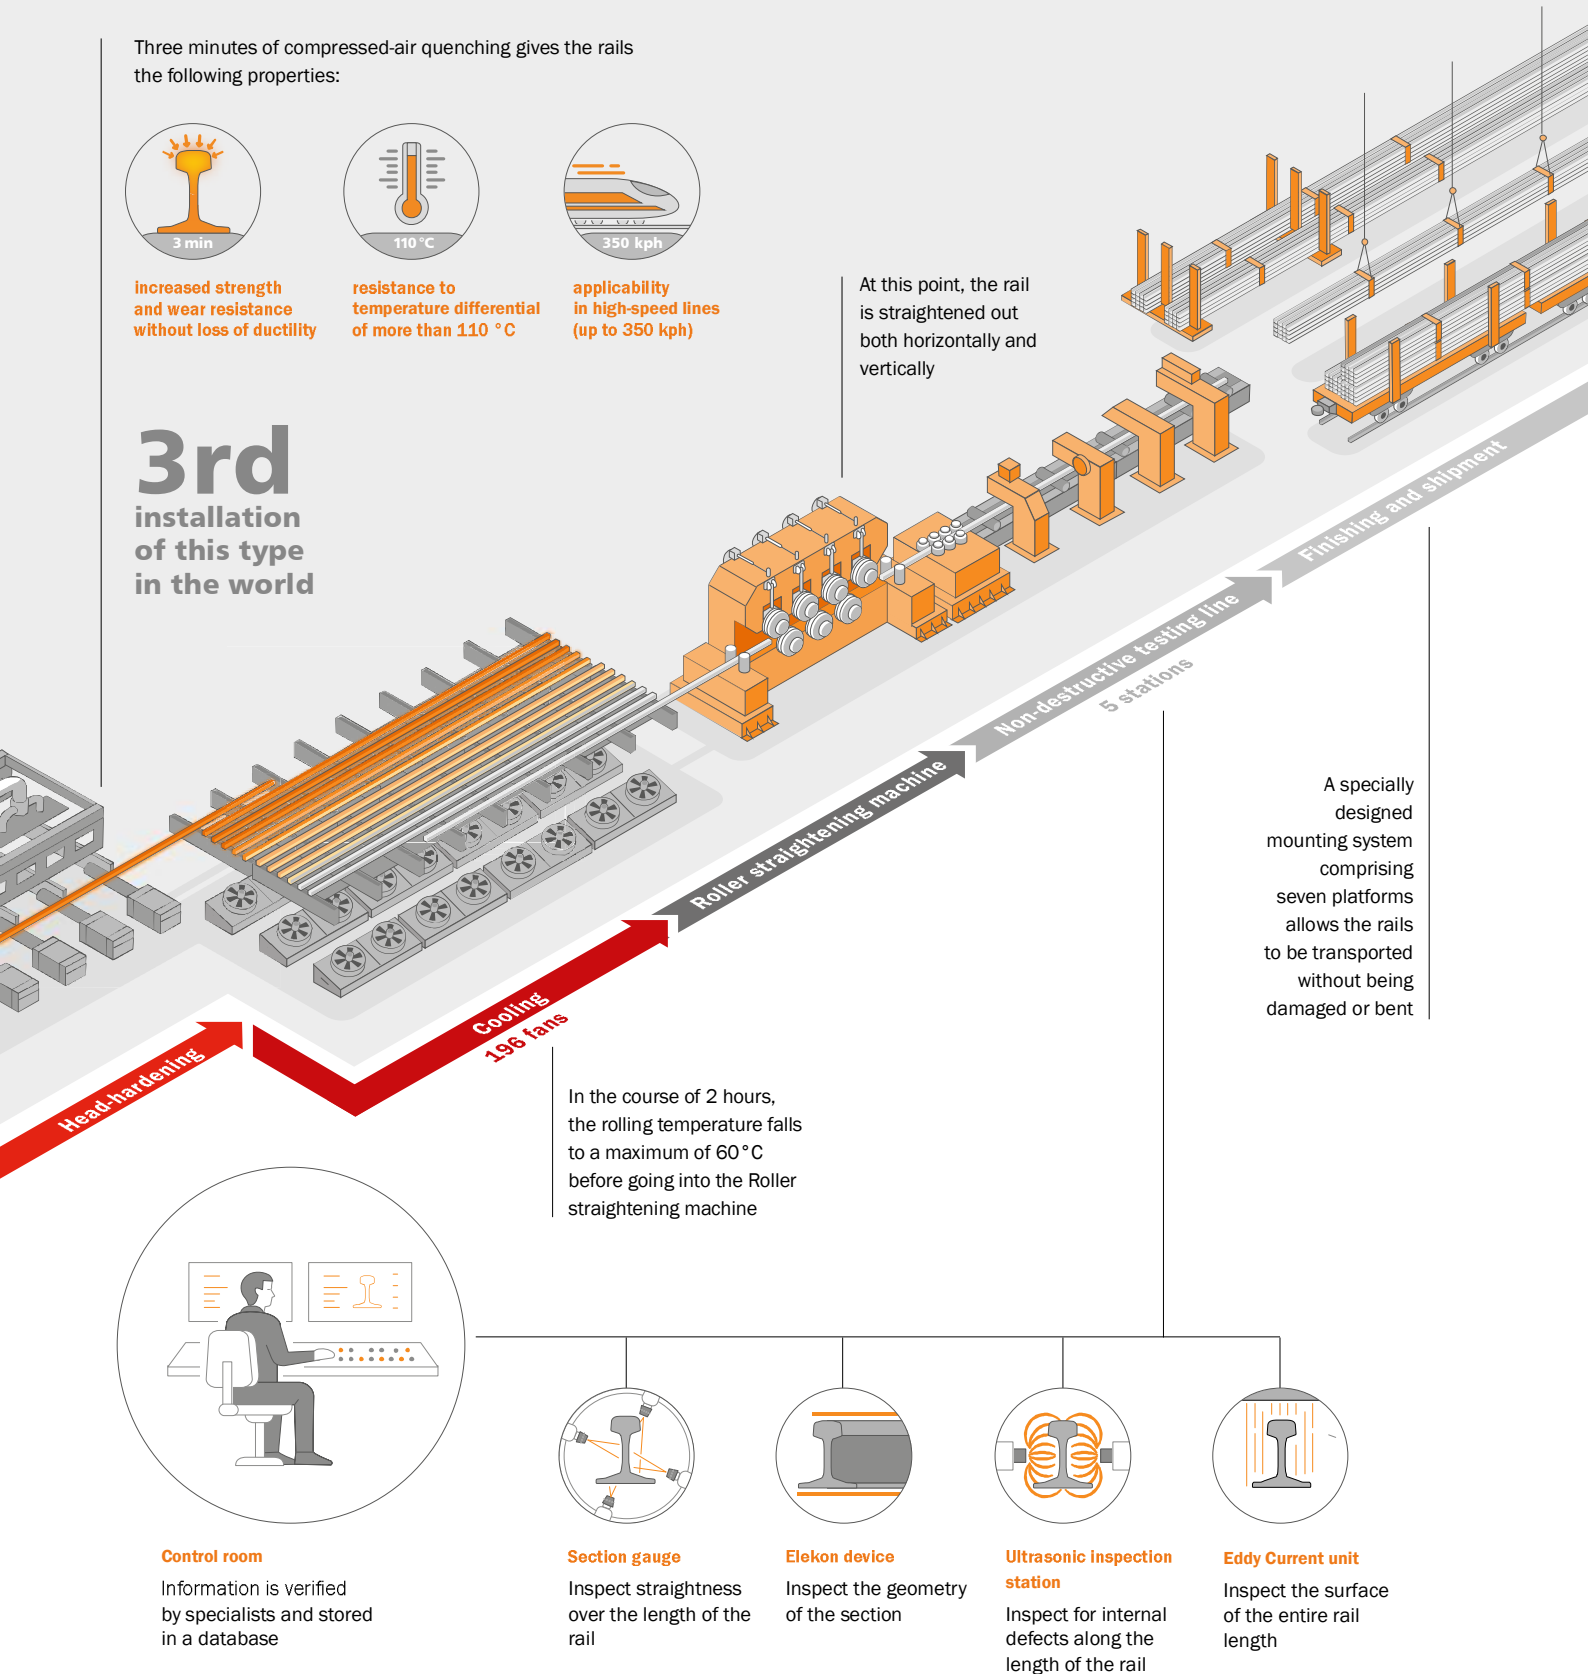 Three minutes of compressed-air quenching gives the rails
the following properties:
3 min
110 °C
350 kph
increased strength
and wear resistance
without loss of ductility
resistance to
temperature differential
of more than 110 °C
applicability
in high-speed lines
(up to 350 kph)
At this point, the rail
is straightened out
both horizontally and
vertically
3rd
installation
of this type
in the world
Finishing and shipment
Non-destructive testing line
5 stations
Roller straightening machine
A specially
designed
mounting system
comprising
seven platforms
allows the rails
to be transported
without being
damaged or bent
Cooling
196 fans
Head-hardening
In the course of 2 hours,
the rolling temperature falls
to a maximum of 60°C
before going into the Roller
straightening machine
Control room
Information is verified
by specialists and stored
in a database
Section gauge
Inspect straightness
over the length of the
rail
Elekon device
Inspect the geometry
of the section
Ultrasonic inspection
station
Inspect for internal
defects along the
length of the rail
Eddy Current unit
Inspect the surface
of the entire rail
length